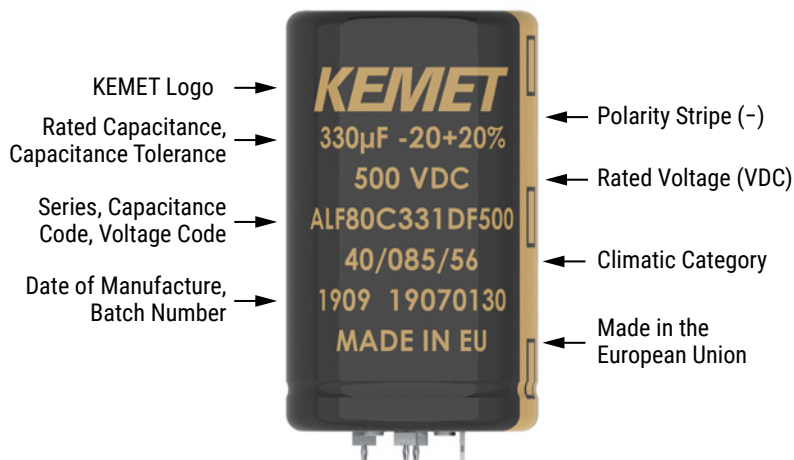 KEMET Logo
Rated Capacitance,
Capacitance Tolerance
Series, Capacitance
Code, Voltage Code
Date of Manufacture,
Batch Number
KEMET
330µF -20+20%
500 VDC
ALF80C331DF500
40/085/56
1909 19070130
MADE IN EU
Polarity Stripe (−)
Rated Voltage (VDC)
Climatic Category
Made in the
European Union